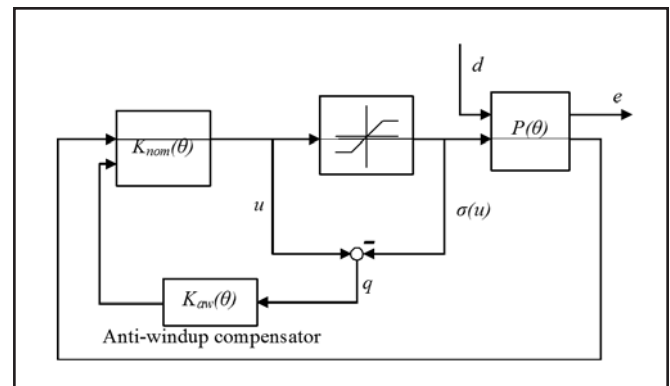 d
e
K_nom(θ)
P(θ)
u
σ(u)
-
q
K_aw(θ)
Anti-windup compensator